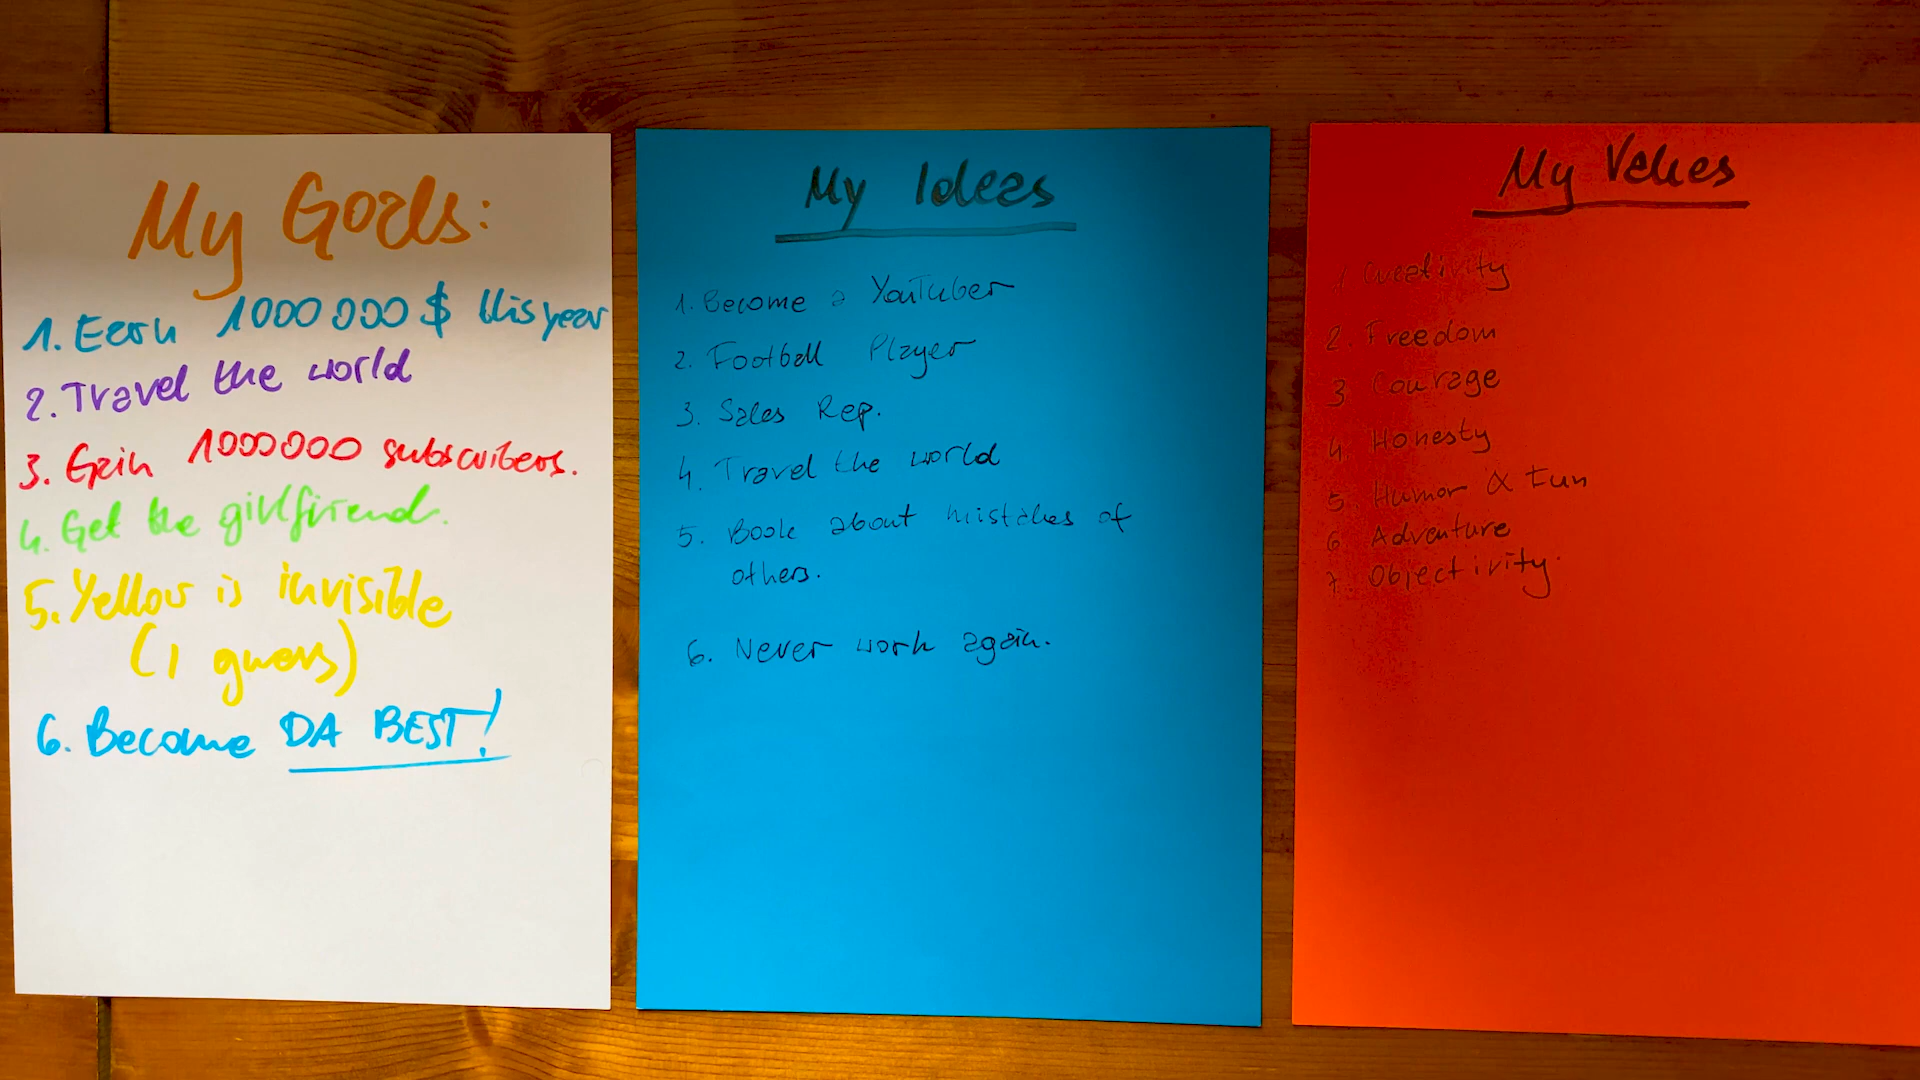 My Goals:
1. Earn 1000000 $ this year
2. Travel the world
3. Gain 1000000 subscribers.
4. Get the girlfriend.
5. Yellow is invisible
(I guess)
6. Become DA BEST!
My Ideas
1. Become a YouTuber
2. Football Player
3. Sales Rep.
4. Travel the world
5. Book about mistakes of
others.
6. Never work again.
My Values
1 Creativity
2. Freedom
3 Courage
4. Honesty
5. Humor & Fun
6 Adventure
7. Objectivity.